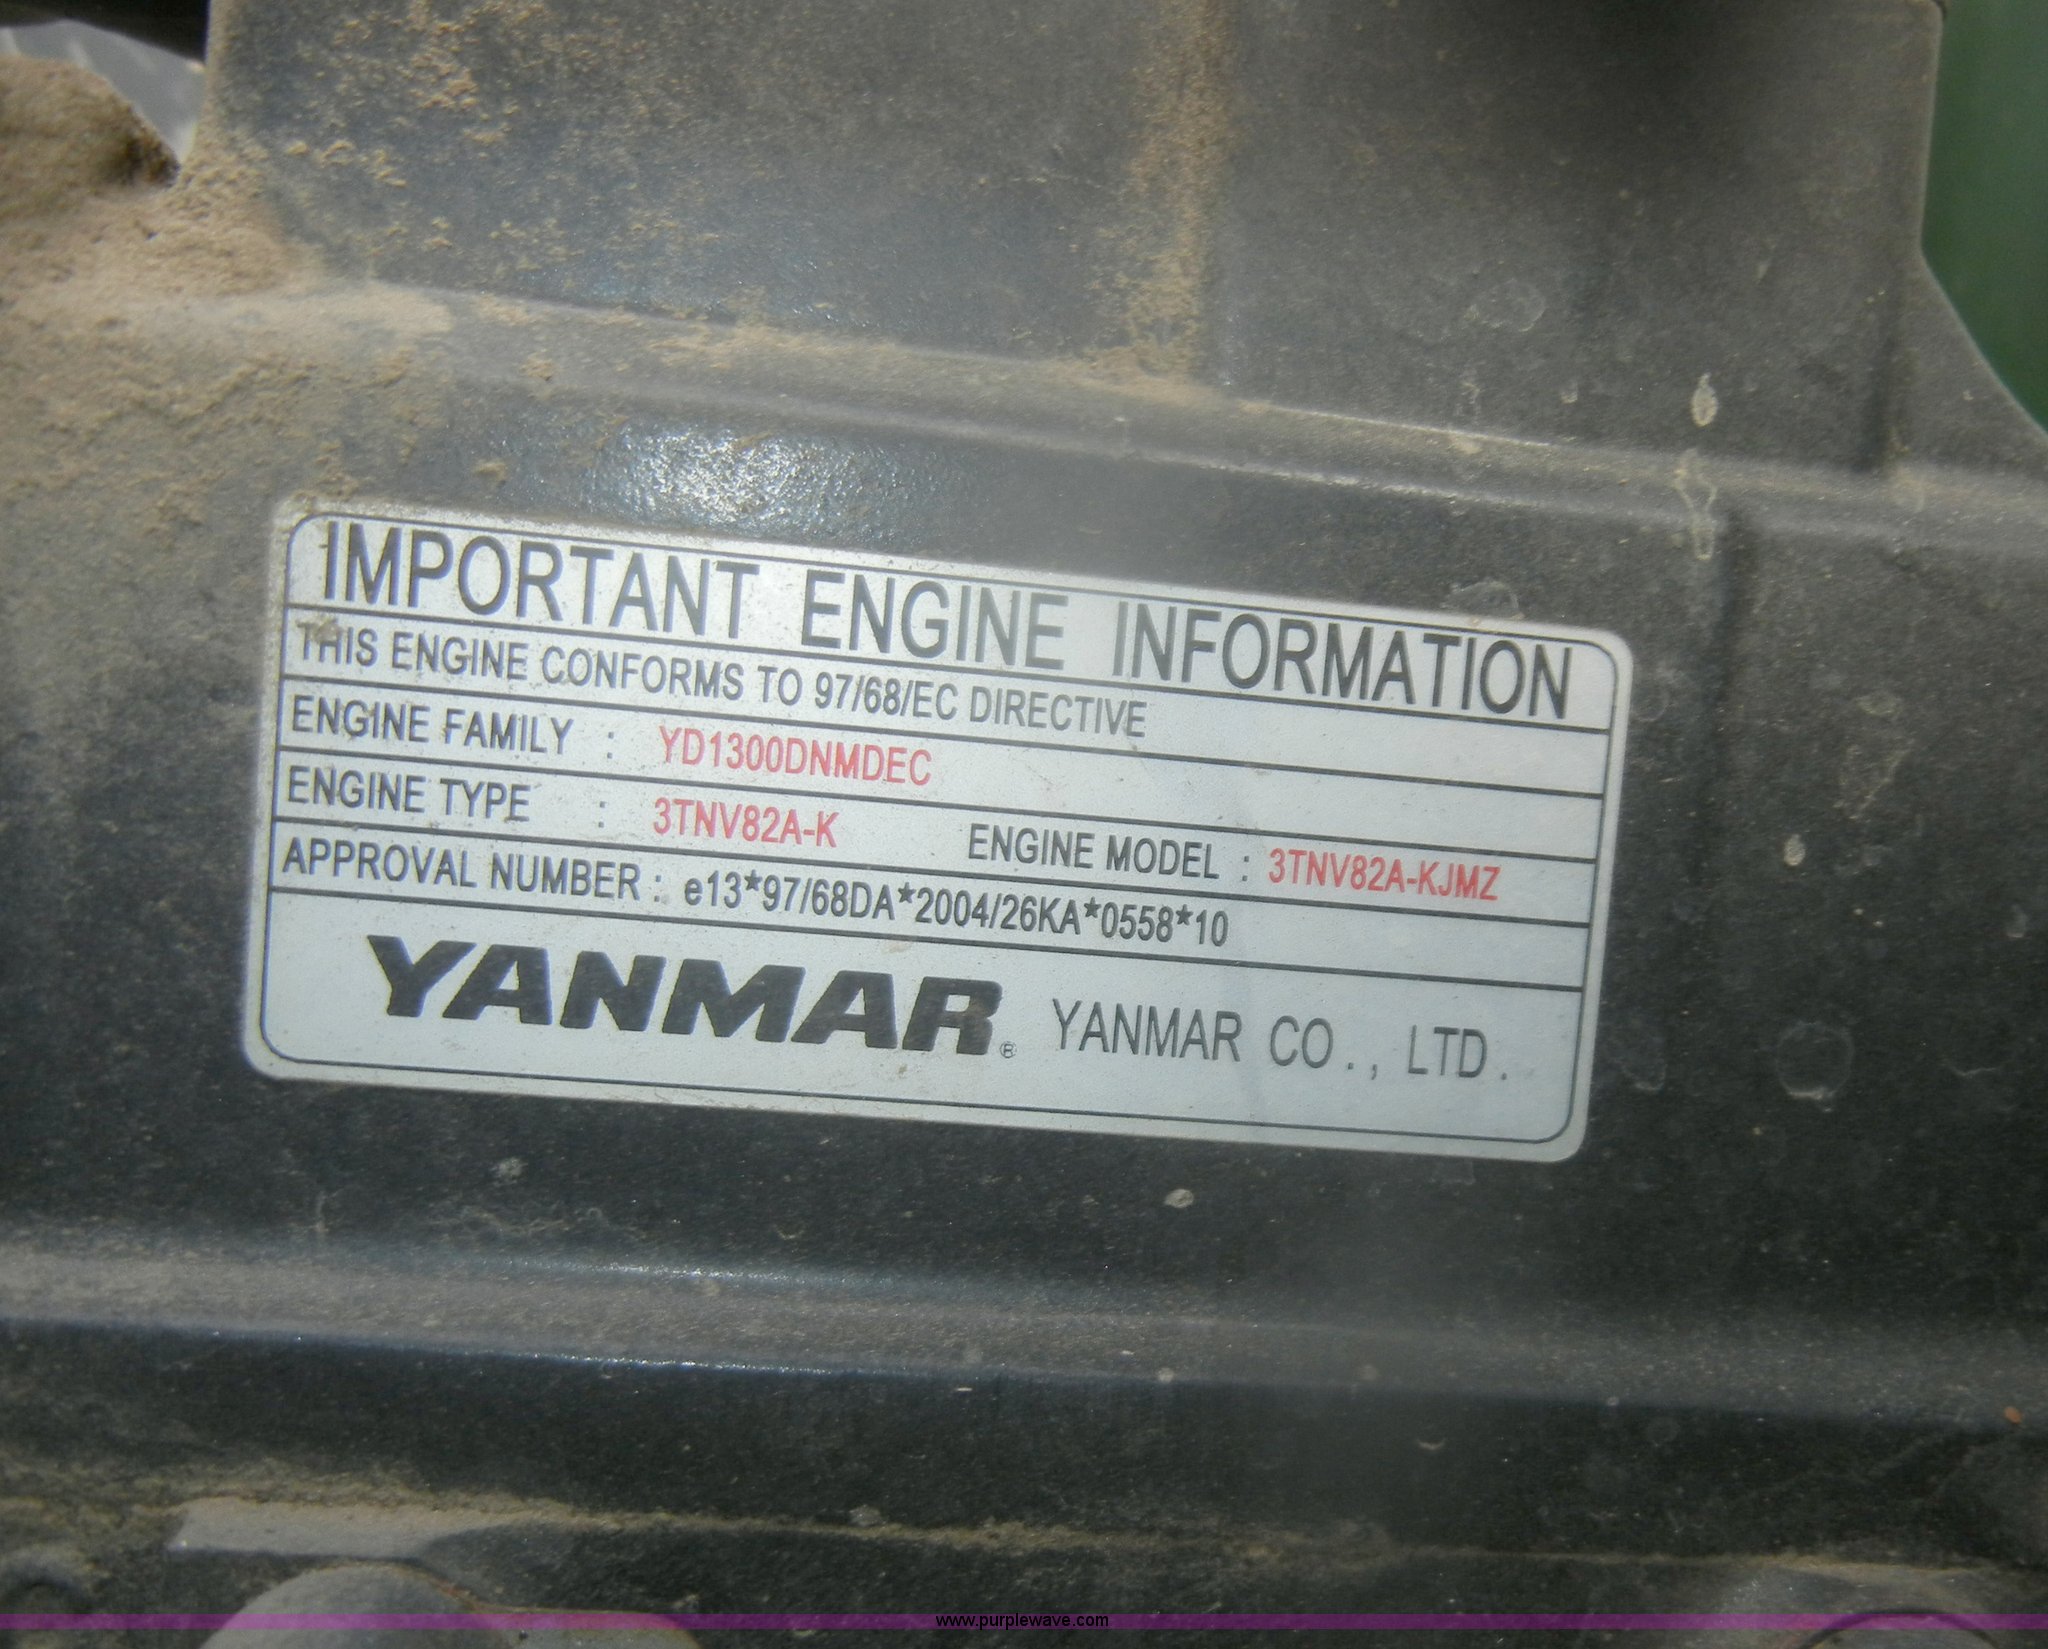 IMPORTANT ENGINE INFORMATION
THIS ENGINE CONFORMS TO 97/68/EC DIRECTIVE
ENGINE FAMILY : YD1300DNMDEC
ENGINE TYPE : 3TNV82A-K ENGINE MODEL : 3TNV82A-KJMZ
APPROVAL NUMBER : e13*97/68DA*2004/26KA*0558*10
YANMAR® YANMAR CO., LTD.
www.purplewave.com